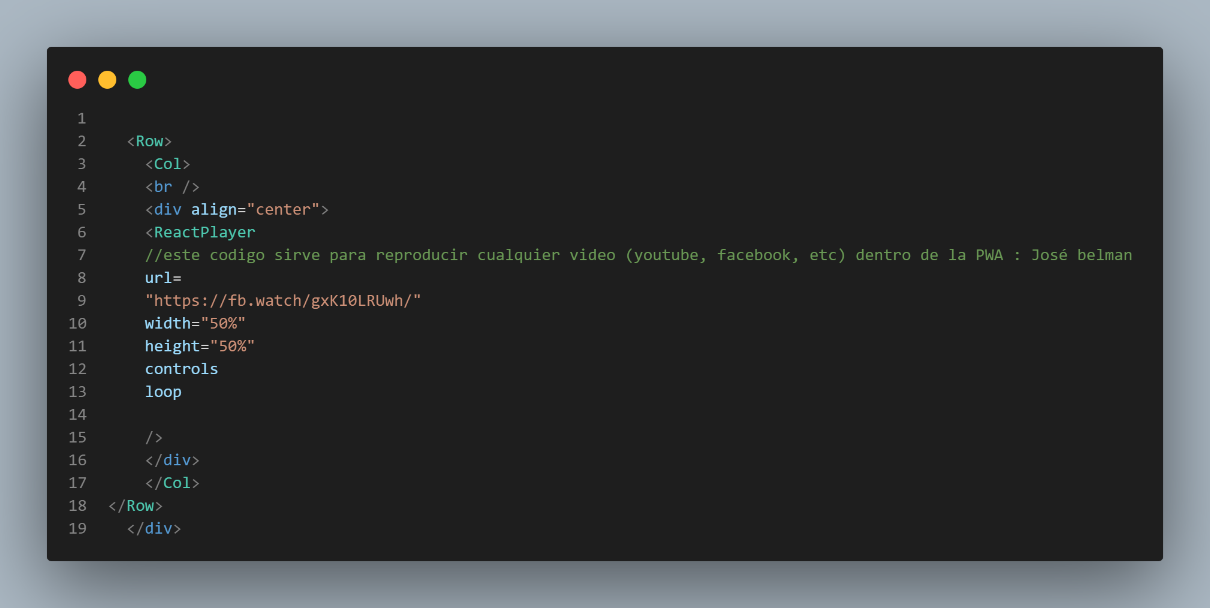 1
2 <Row>
3 <Col>
4 <br />
5 <div align="center">
6 <ReactPlayer
7 //este codigo sirve para reproducir cualquier video (youtube, facebook, etc) dentro de la PWA : José belman
8 url=
9 "https://fb.watch/gxK10LRUwh/"
10 width="50%"
11 height="50%"
12 controls
13 loop
14
15 />
16 </div>
17 </Col>
18 </Row>
19 </div>